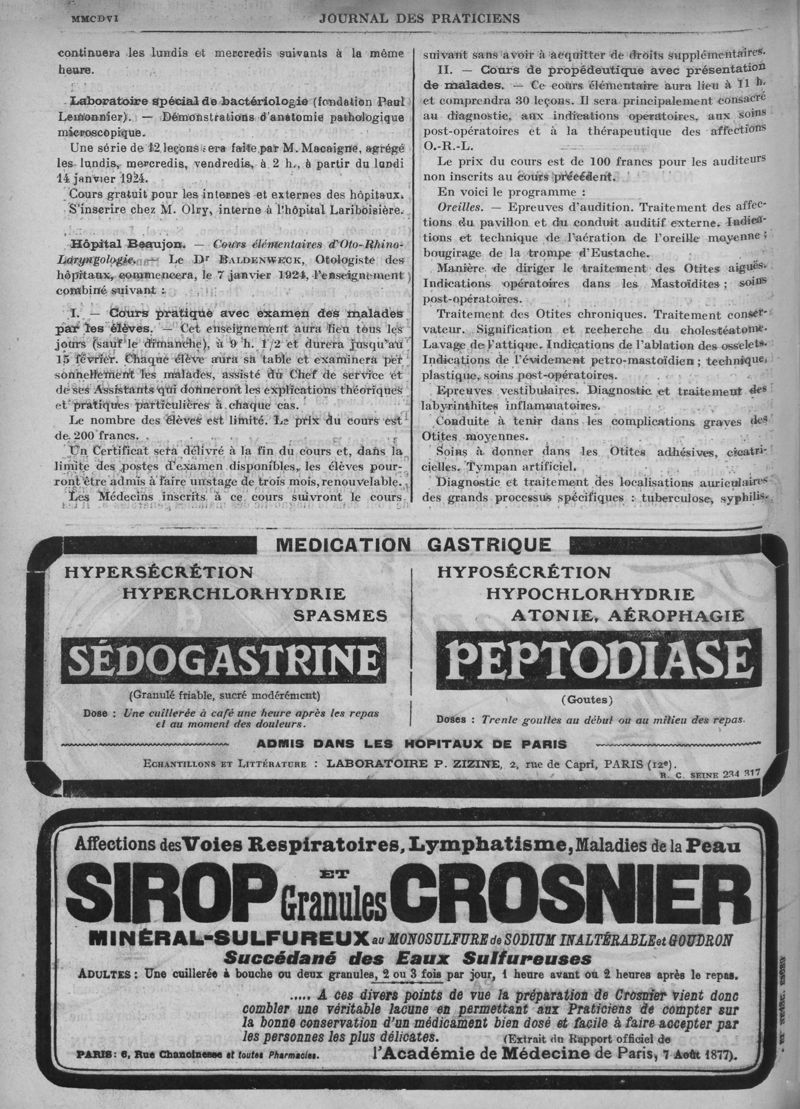 MMCDVI
JOURNAL DES PRATICIENS
continuera les lundis et mercredis suivants à la même
heure.
Laboratoire spécial de bactériologie (fondation Paul
Lemonnier). — Démonstrations d'anatomie pathologique
microscopique.
Une série de 12 leçons sera faite par M. Macaigne, agrégé
les lundis, mercredis, vendredis, à 2 h., à partir du lundi
14 janvier 1924.
Cours gratuit pour les internes et externes des hôpitaux.
S'inscrire chez M. Olry, interne à l'hôpital Lariboisière.
Hôpital Beaujon. — Cours élémentaires d'Oto-Rhino-
Laryngologie. — Le Dr BALDENWECK, Otologiste des
hôpitaux, commencera, le 7 janvier 1924, l'enseignement
combiné suivant :
I. — Cours pratique avec examen des malades
par les élèves. — Cet enseignement aura lieu tous les
jours (sauf le dimanche), à 9 h. 1/2 et durera jusqu'au
15 février. Chaque élève aura sa table et examinera per
sonnellement les malades, assisté du Chef de service et
de ses Assistants qui donneront les explications théoriques
et pratiques particulières à chaque cas.
Le nombre des élèves est limité. Le prix du cours est
de 200 francs.
Un Certificat sera délivré à la fin du cours et, dans la
limite des postes d'examen disponibles, les élèves pour-
ront être admis à faire un stage de trois mois, renouvelable.
Les Médecins inscrits à ce cours suivront le cours
suivant sans avoir à acquitter de droits supplémentaires.
II. — Cours de propédeutique avec présentation
de malades. — Ce cours élémentaire aura lieu à 11 h.
et comprendra 30 leçons. Il sera principalement consacré
au diagnostic, aux indications opératoires, aux soins
post-opératoires et à la thérapeutique des affections
O.-R.-L.
Le prix du cours est de 100 francs pour les auditeurs
non inscrits au cours précédent.
En voici le programme :
Oreilles. — Epreuves d'audition. Traitement des affec-
tions du pavillon et du conduit auditif externe. Indica-
tions et technique de l'aération de l'oreille moyenne ;
bougirage de la trompe d'Eustache.
Manière de diriger le traitement des Otites aiguës.
Indications opératoires dans les Mastoïdites ; soins
post-opératoires.
Traitement des Otites chroniques. Traitement conser-
vateur. Signification et recherche du cholestéatome.
Lavage de l'attique. Indications de l'ablation des osselets.
Indications de l'évidement petro-mastoïdien ; technique,
plastique, soins post-opératoires.
Epreuves vestibulaires. Diagnostic et traitement des
labyrinthites inflammatoires.
Conduite à tenir dans les complications graves des
Otites moyennes.
Soins à donner dans les Otites adhésives, cicatri-
cielles. Tympan artificiel.
Diagnostic et traitement des localisations auriculaires
des grands processus spécifiques : tuberculose, syphilis.
MEDICATION GASTRIQUE
HYPERSÉCRÉTION
HYPERCHLORHYDRIE
SPASMES
SÉDOGASTRINE
(Granulé friable, sucré modérément)
Dose : Une cuillerée à café une heure après les repas
et au moment des douleurs.
HYPOSÉCRÉTION
HYPOCHLORHYDRIE
ATONIE, AÉROPHAGIE
PEPTODIASE
(Goutes)
Doses : Trente gouttes au début ou au milieu des repas.
ADMIS DANS LES HOPITAUX DE PARIS
ECHANTILLONS ET LITTÉRATURE : LABORATOIRE P. ZIZINE, 2, rue de Capri, PARIS (12e).
R. C. SEINE 234 317
Affections des Voies Respiratoires, Lymphatisme, Maladies de la Peau
SIROP ET Granules CROSNIER
MINÉRAL-SULFUREUX au MONOSULFURE de SODIUM INALTÉRABLE et GOUDRON
Succédané des Eaux Sulfureuses
ADULTES : Une cuillerée à bouche ou deux granules, 2 ou 3 fois par jour, 1 heure avant ou 2 heures après le repas.
..... A ces divers points de vue la préparation de Crosnier vient donc
combler une véritable lacune en permettant aux Praticiens de compter sur
la bonne conservation d'un médicament bien dosé et facile à faire accepter par
les personnes les plus délicates. (Extrait du Rapport officiel de
PARIS: 6, Rue Chanoinesse et toutes Pharmacies. l'Académie de Médecine de Paris, 7 Août 1877).